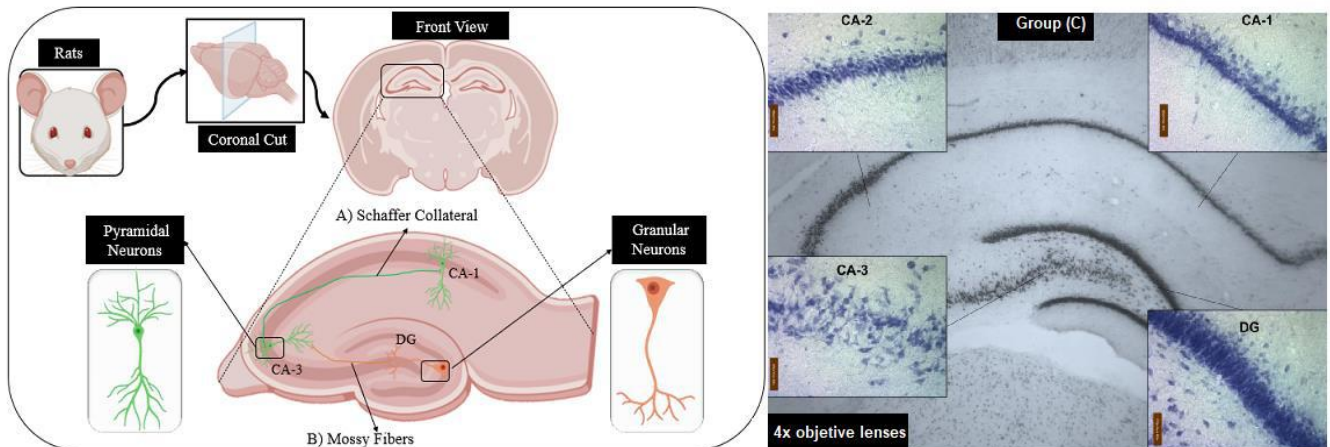 Rats
Coronal Cut
Front View
A) Schaffer Collateral
Pyramidal
Neurons
Granular
Neurons
CA-1
DG
CA-3
B) Mossy Fibers
CA-2
Group (C)
CA-1
CA-3
DG
4x objetive lenses